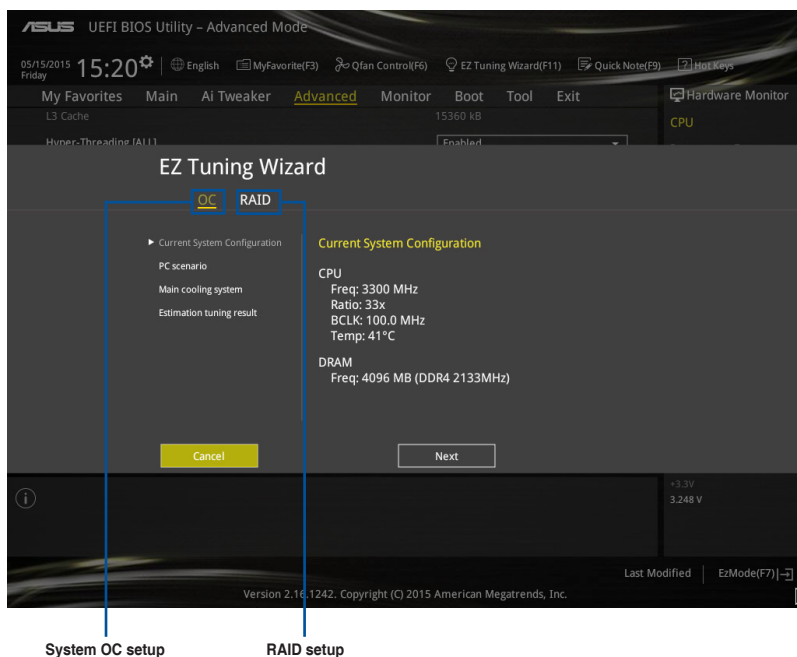 ASUS UEFI BIOS Utility – Advanced Mode
05/15/2015 Friday 15:20 English MyFavorite(F3) Qfan Control(F6) EZ Tuning Wizard(F11) Quick Note(F9) Hot Keys
My Favorites Main Ai Tweaker Advanced Monitor Boot Tool Exit Hardware Monitor
L3 Cache 15360 kB
CPU
Hyper-Threading [ALL] Enabled
EZ Tuning Wizard
OC RAID
Current System Configuration
PC scenario
Main cooling system
Estimation tuning result
Current System Configuration
CPU
Freq: 3300 MHz
Ratio: 33x
BCLK: 100.0 MHz
Temp: 41°C
DRAM
Freq: 4096 MB (DDR4 2133MHz)
Cancel Next
+3.3V
3.248 V
Last Modified EzMode(F7)
Version 2.16.1242. Copyright (C) 2015 American Megatrends, Inc.
System OC setup RAID setup